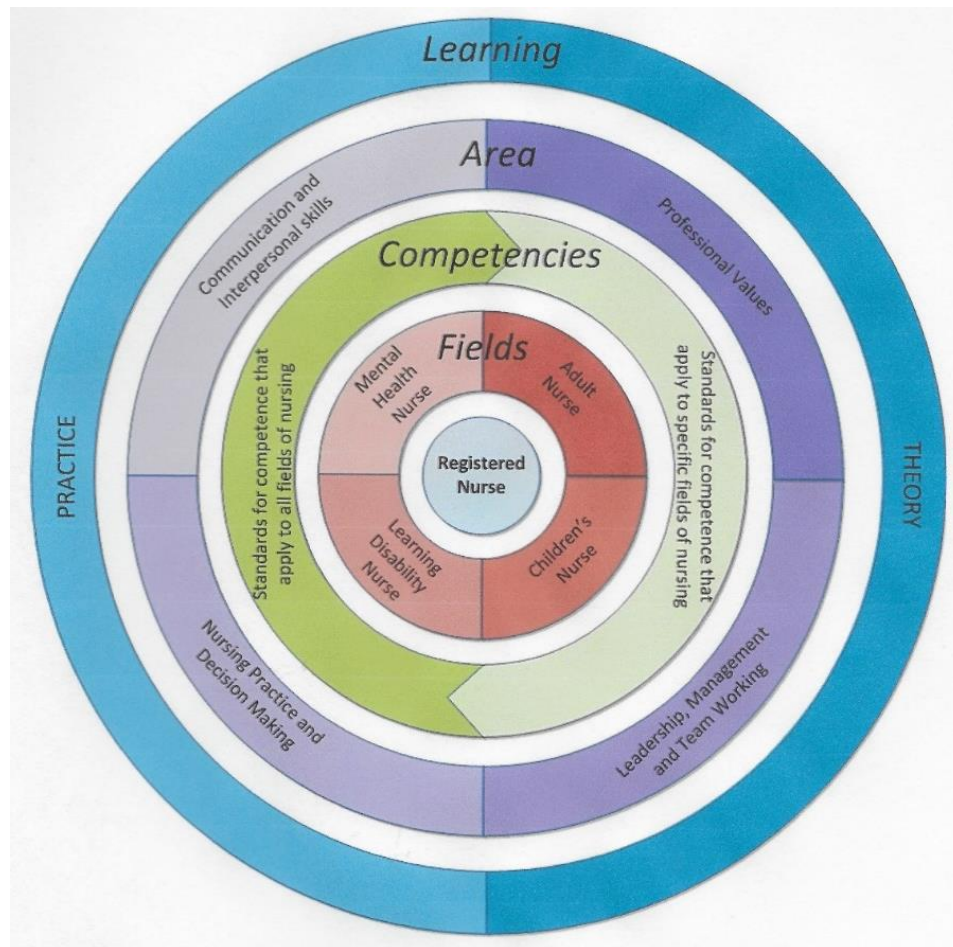 Learning
Area
Communication and
Interpersonal skills
Professional Values
Competencies
Standards for competence that
apply to all fields of nursing
Standards for competence that
apply to specific fields of nursing
Fields
Mental
Health
Nurse
Adult
Nurse
Registered
Nurse
Learning
Disability
Nurse
Children's
Nurse
PRACTICE
THEORY
Nursing Practice and
Decision Making
Leadership, Management
and Team Working